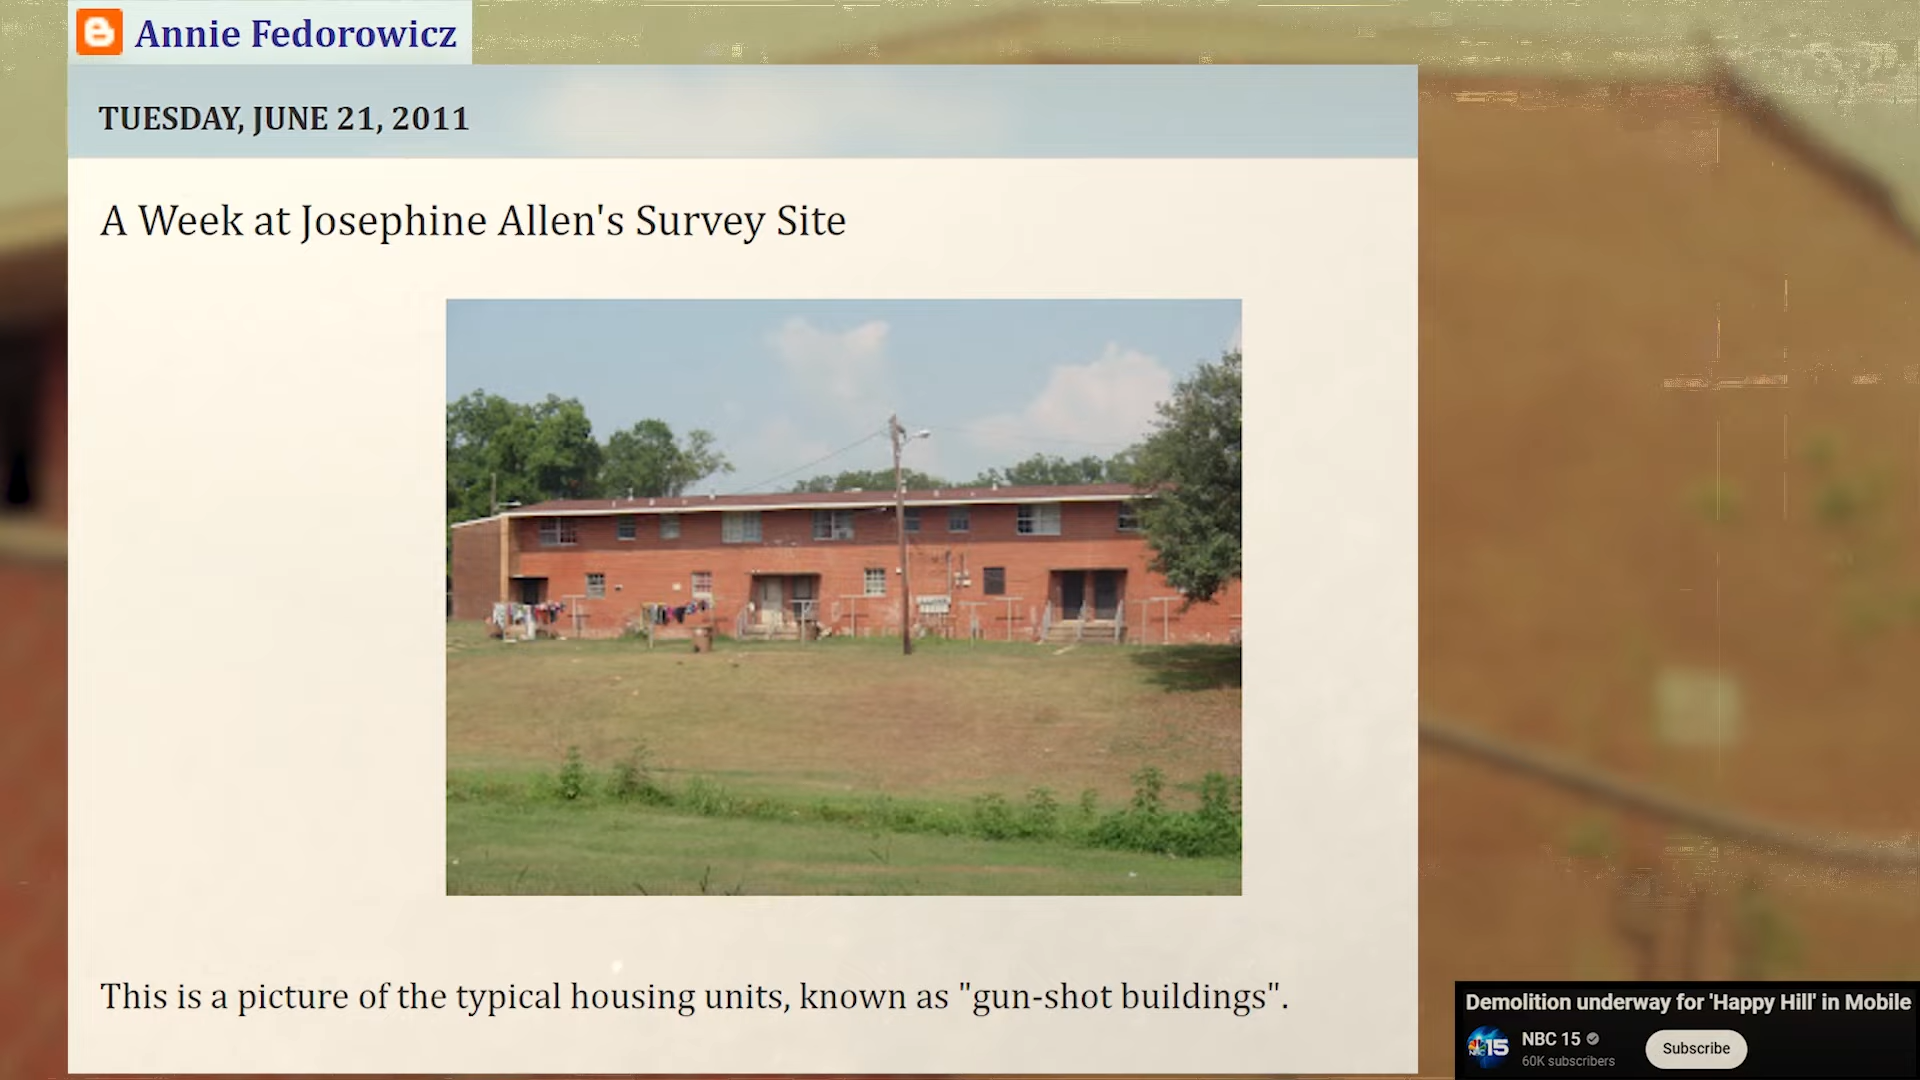 Annie Fedorowicz
TUESDAY, JUNE 21, 2011
A Week at Josephine Allen's Survey Site
This is a picture of the typical housing units, known as "gun-shot buildings".
Demolition underway for 'Happy Hill' in Mobile
15
NBC 15
60K subscribers
Subscribe